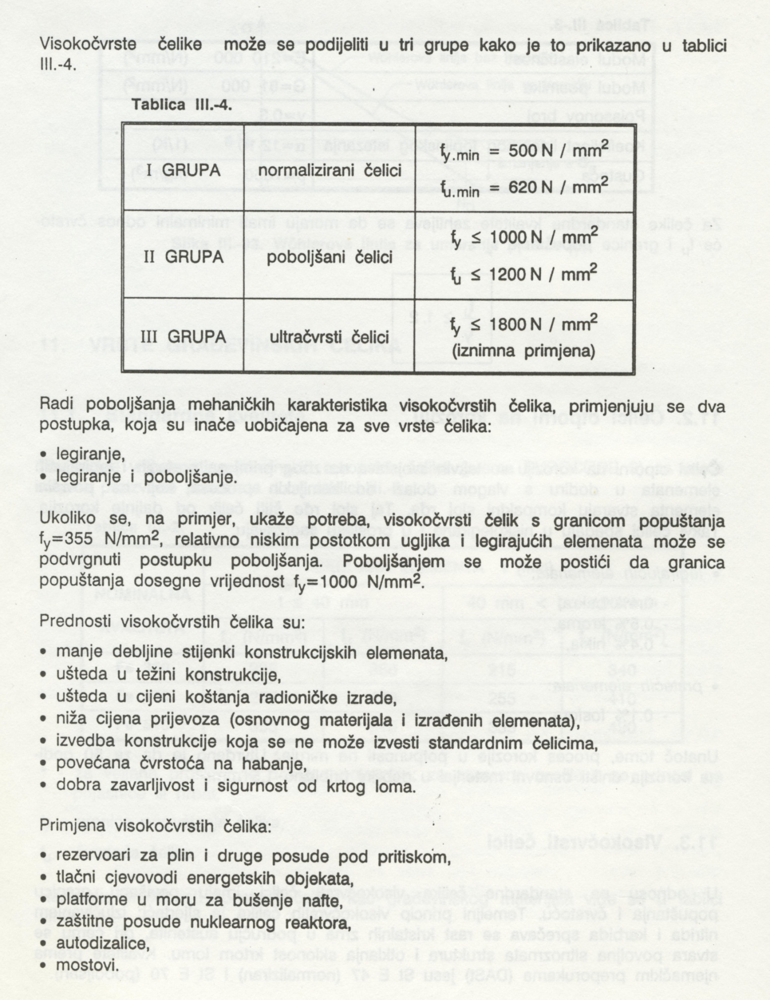 Visokočvrste čelike može se podijeliti u tri grupe kako je to prikazano u tablici
III.-4.
Tablica III.-4.
I GRUPA normalizirani čelici f_y.min = 500 N / mm²
f_u.min = 620 N / mm²
II GRUPA poboljšani čelici f_y ≤ 1000 N / mm²
f_u ≤ 1200 N / mm²
III GRUPA ultračvrsti čelici f_y ≤ 1800 N / mm²
(iznimna primjena)
Radi poboljšanja mehaničkih karakteristika visokočvrstih čelika, primjenjuju se dva
postupka, koja su inače uobičajena za sve vrste čelika:
• legiranje,
• legiranje i poboljšanje.
Ukoliko se, na primjer, ukaže potreba, visokočvrsti čelik s granicom popuštanja
f_y=355 N/mm², relativno niskim postotkom ugljika i legirajućih elemenata može se
podvrgnuti postupku poboljšanja. Poboljšanjem se može postići da granica
popuštanja dosegne vrijednost f_y=1000 N/mm².
Prednosti visokočvrstih čelika su:
• manje debljine stijenki konstrukcijskih elemenata,
• ušteda u težini konstrukcije,
• ušteda u cijeni koštanja radioničke izrade,
• niža cijena prijevoza (osnovnog materijala i izrađenih elemenata),
• izvedba konstrukcije koja se ne može izvesti standardnim čelicima,
• povećana čvrstoća na habanje,
• dobra zavarljivost i sigurnost od krtog loma.
Primjena visokočvrstih čelika:
• rezervoari za plin i druge posude pod pritiskom,
• tlačni cjevovodi energetskih objekata,
• platforme u moru za bušenje nafte,
• zaštitne posude nuklearnog reaktora,
• autodizalice,
• mostovi.